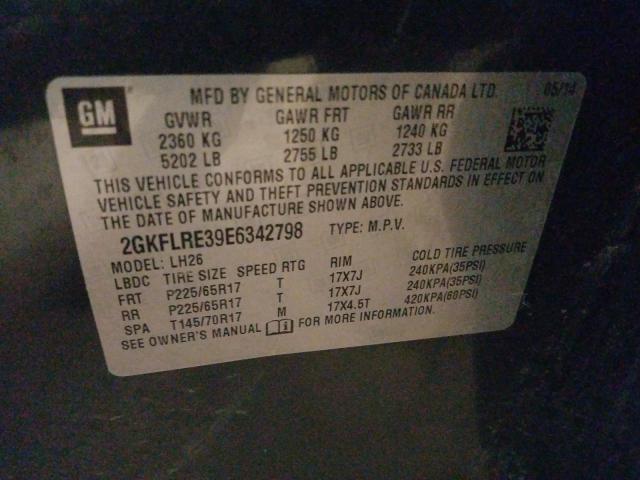 GM
MFD BY GENERAL MOTORS OF CANADA LTD. 05/14
GVWR GAWR FRT GAWR RR
2360 KG 1250 KG 1240 KG
5202 LB 2755 LB 2733 LB
THIS VEHICLE CONFORMS TO ALL APPLICABLE U.S. FEDERAL MOTOR
VEHICLE SAFETY AND THEFT PREVENTION STANDARDS IN EFFECT ON
THE DATE OF MANUFACTURE SHOWN ABOVE.
2GKFLRE39E6342798 TYPE: M.P.V.
MODEL: LH26
LBDC TIRE SIZE SPEED RTG RIM COLD TIRE PRESSURE
FRT P225/65R17 T 17X7J 240KPA(35PSI)
RR P225/65R17 T 17X7J 240KPA(35PSI)
SPA T145/70R17 M 17X4.5T 420KPA(60PSI)
SEE OWNER'S MANUAL FOR MORE INFORMATION.